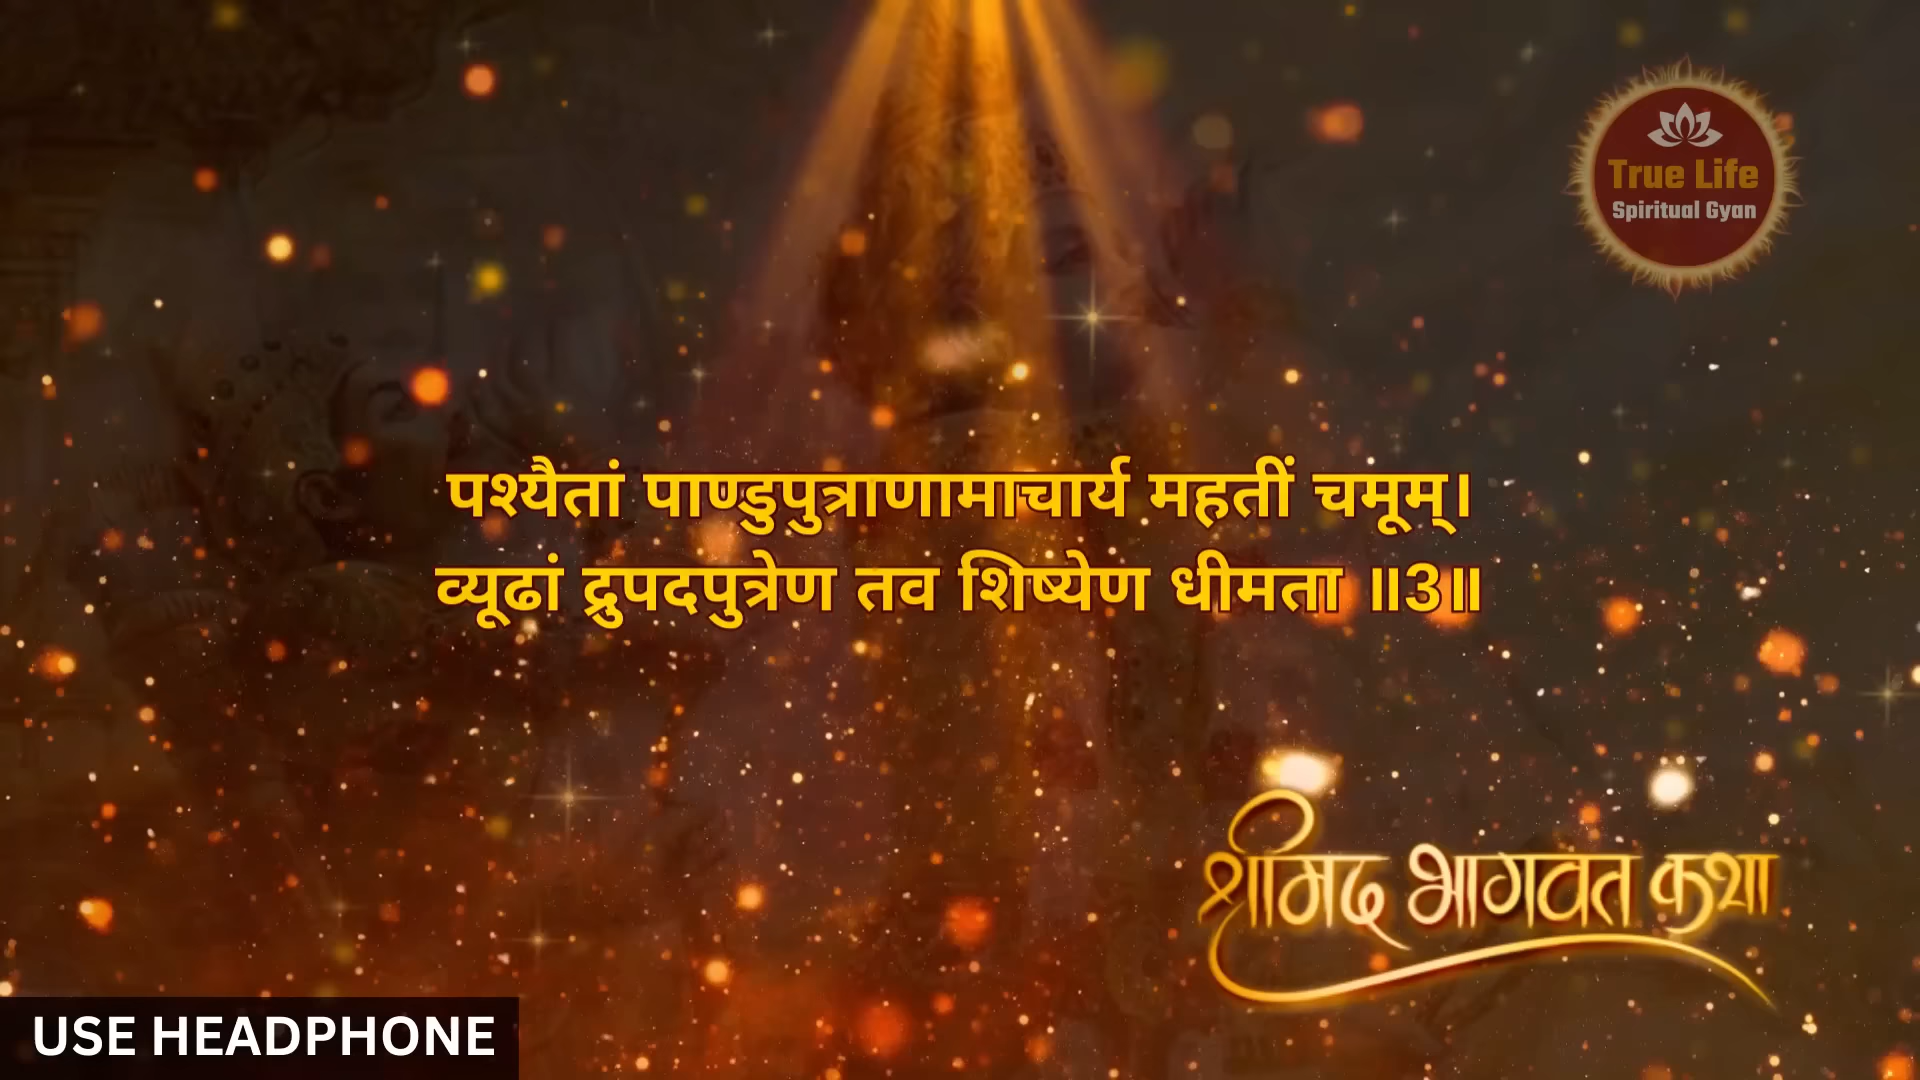 True Life
Spiritual Gyan
पश्यैतां पाण्डुपुत्राणामाचार्य महतीं चमूम्।
व्यूढां द्रुपदपुत्रेण तव शिष्येण धीमता ॥3॥
श्रीमद भागवत कथा
USE HEADPHONE